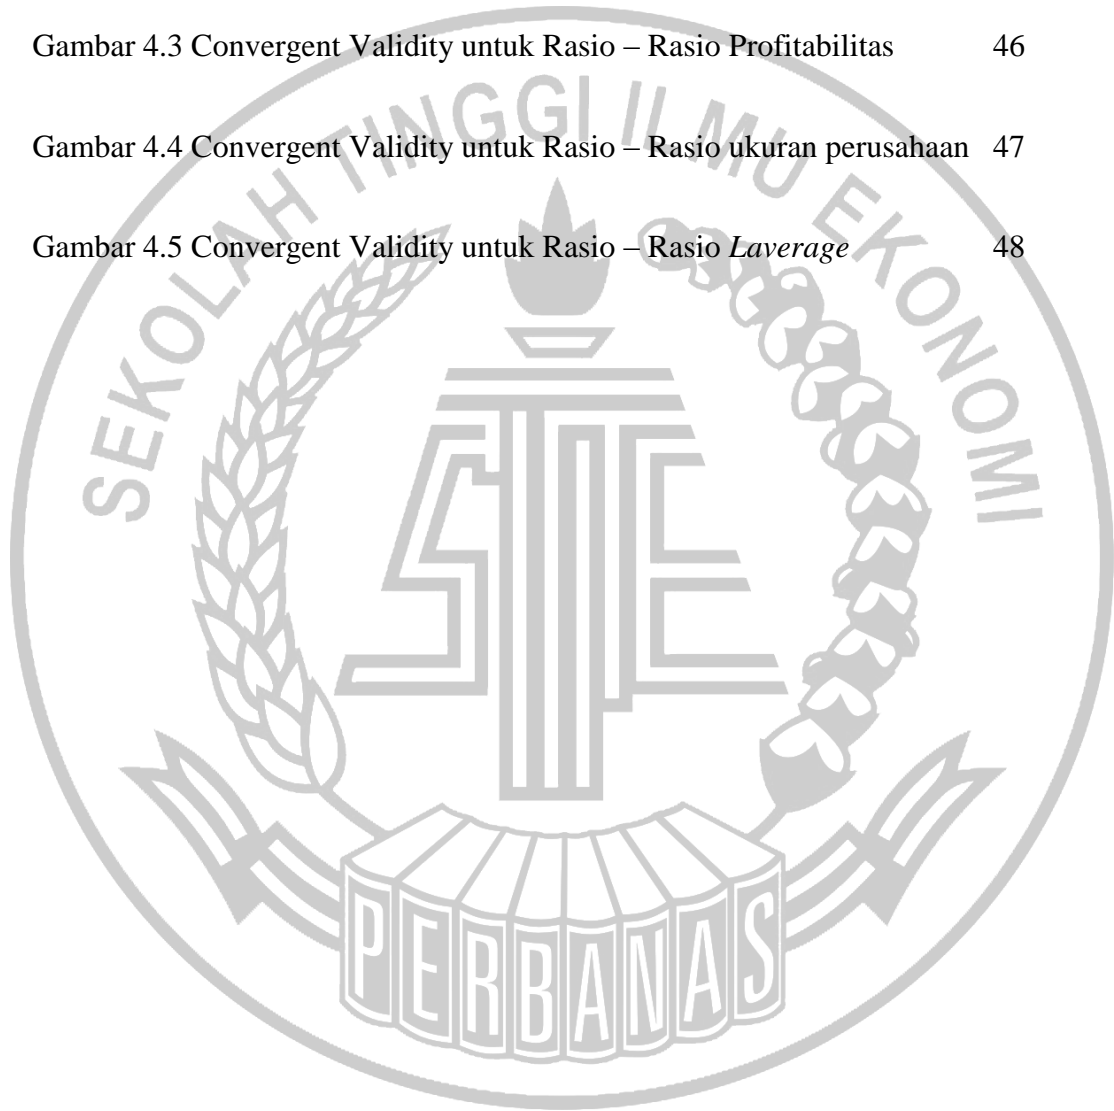 Gambar 4.3 Convergent Validity untuk Rasio – Rasio Profitabilitas 46
Gambar 4.4 Convergent Validity untuk Rasio – Rasio ukuran perusahaan 47
Gambar 4.5 Convergent Validity untuk Rasio – Rasio Laverage 48
SEKOLAH TINGGI ILMU EKONOMI
STIE
PERBANAS